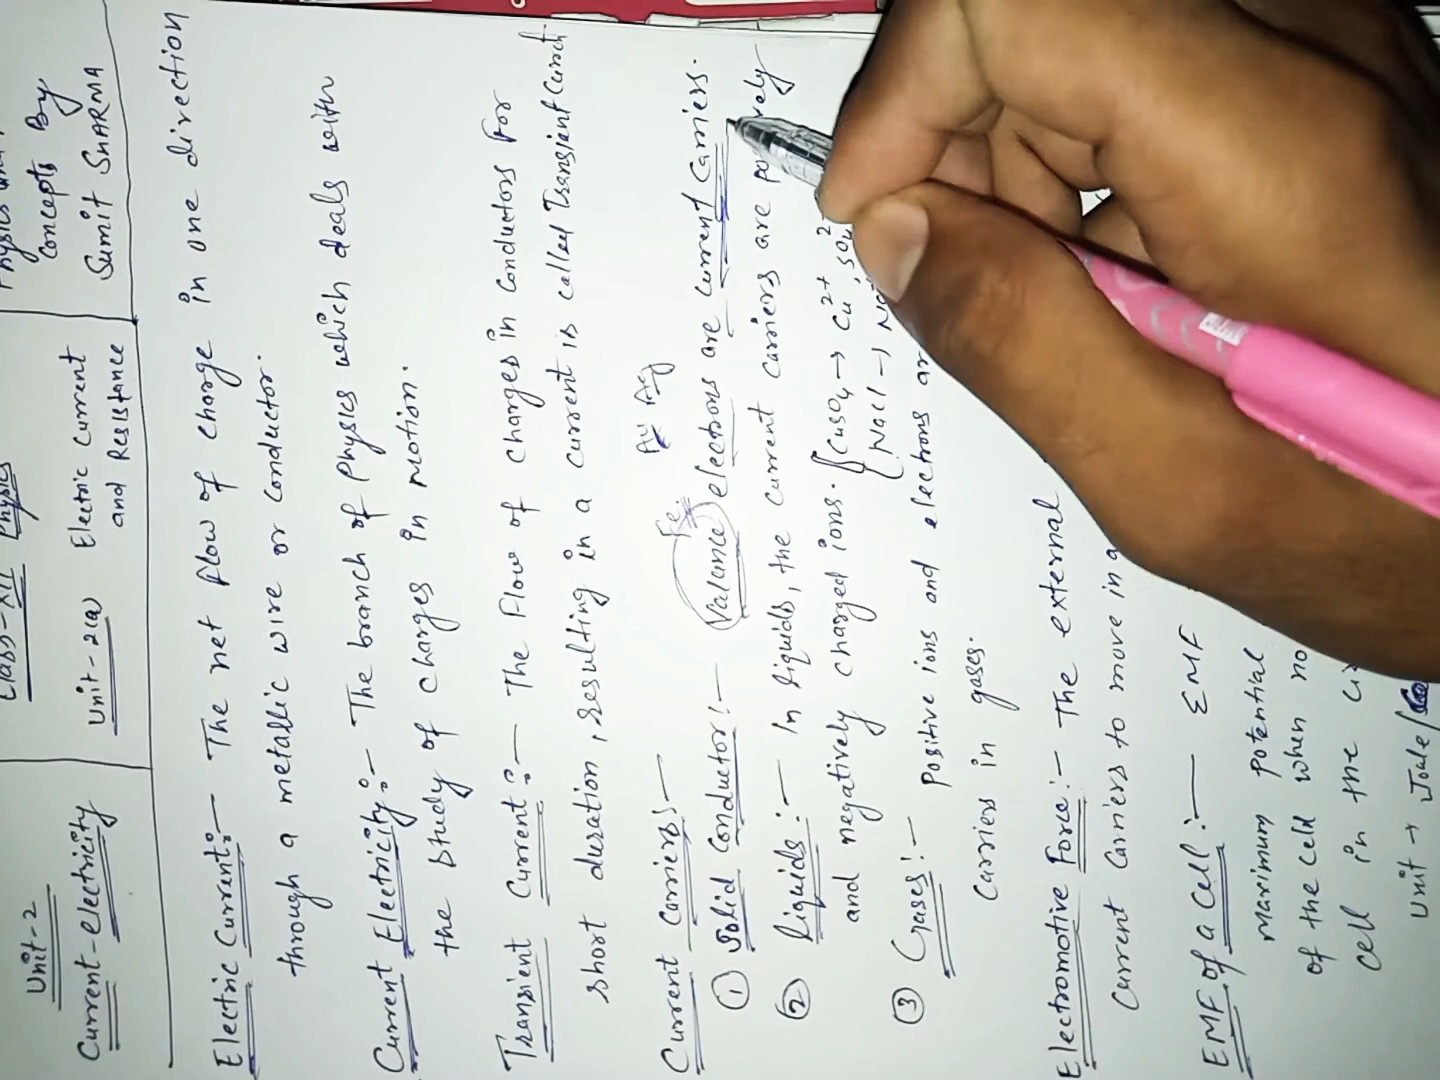 Unit-2
Current-electricity
Class-XII Physics
Unit-2(a) Electric Current
and Resistance
Concepts By
Sumit SHARMA
Electric Current:- The net flow of charge in one direction
through a metallic wire or conductor.
Current Electricity:- The branch of Physics which deals with
the study of charges in motion.
Transient Current:- The flow of charges in conductors for
short duration, resulting in a current is called Transient Current
Current Carriers:-
① Solid Conductor:- Valance electrons are current carriers.
Fe
② Liquids:- In liquids, the current carriers are
and negatively charged ions. { CuSO4 → Cu2+, SO4 2-
{ NaCl → Na
③ Gases:- Positive ions and electrons
carriers in gases.
Electromotive Force:- The external
current carriers to move in a
EMF of a Cell:- EMF
maximum potential
of the cell when no
cell in the
Unit → Joule/